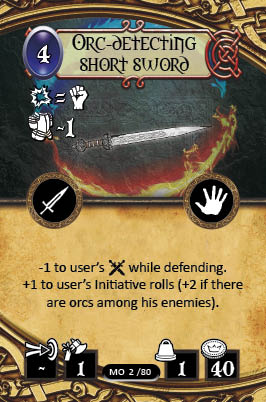 Orc-detecting
short sword
4
=
~1
-1 to user's while defending.
+1 to user's Initiative rolls (+2 if there
are orcs among his enemies).
~ 1 MO 2 /80 1 40